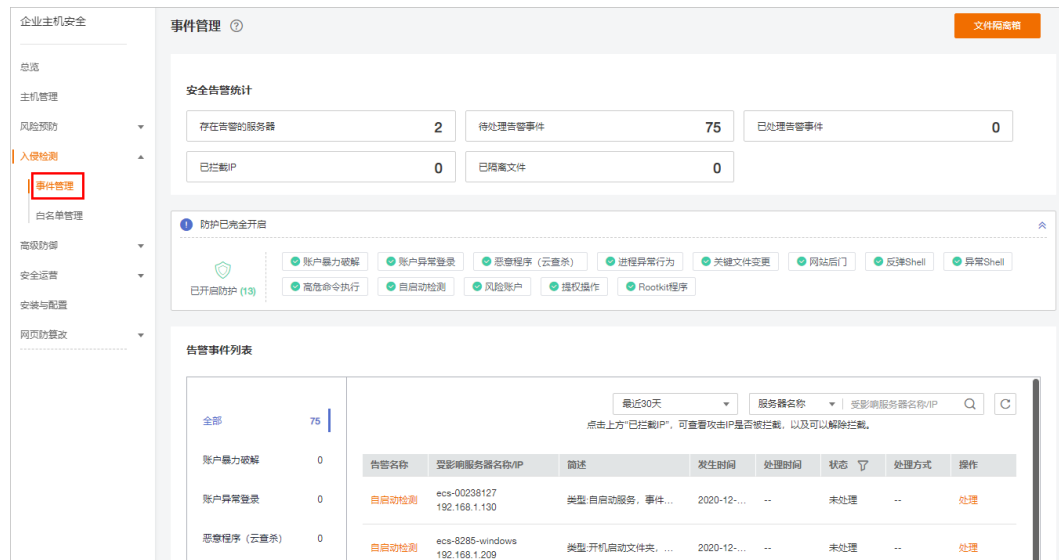 企业主机安全
总览
主机管理
风险预防
入侵检测
事件管理
白名单管理
高级防御
安全运营
安装与配置
网页防篡改
事件管理
文件隔离箱
安全告警统计
存在告警的服务器 2 待处理告警事件 75 已处理告警事件 0
已拦截IP 0 已隔离文件 0
防护已完全开启
账户暴力破解 账户异常登录 恶意程序（云查杀） 进程异常行为 关键文件变更 网站后门 反弹Shell 异常Shell
已开启防护 (13) 高危命令执行 自启动检测 风险账户 提权操作 Rootkit程序
告警事件列表
全部 75
账户暴力破解 0
账户异常登录 0
恶意程序（云查杀） 0
最近30天 服务器名称 受影响服务器名称/IP
点击上方“已拦截IP”，可查看攻击IP是否被拦截，以及可以解除拦截。
告警名称 受影响服务器名称/IP 简述 发生时间 处理时间 状态 处理方式 操作
自启动检测 ecs-00238127 192.168.1.130 类型:自启动服务，事件... 2020-12-... -- 未处理 -- 处理
自启动检测 ecs-8285-windows 192.168.1.209 类型:开机启动文件夹，... 2020-12-... -- 未处理 -- 处理